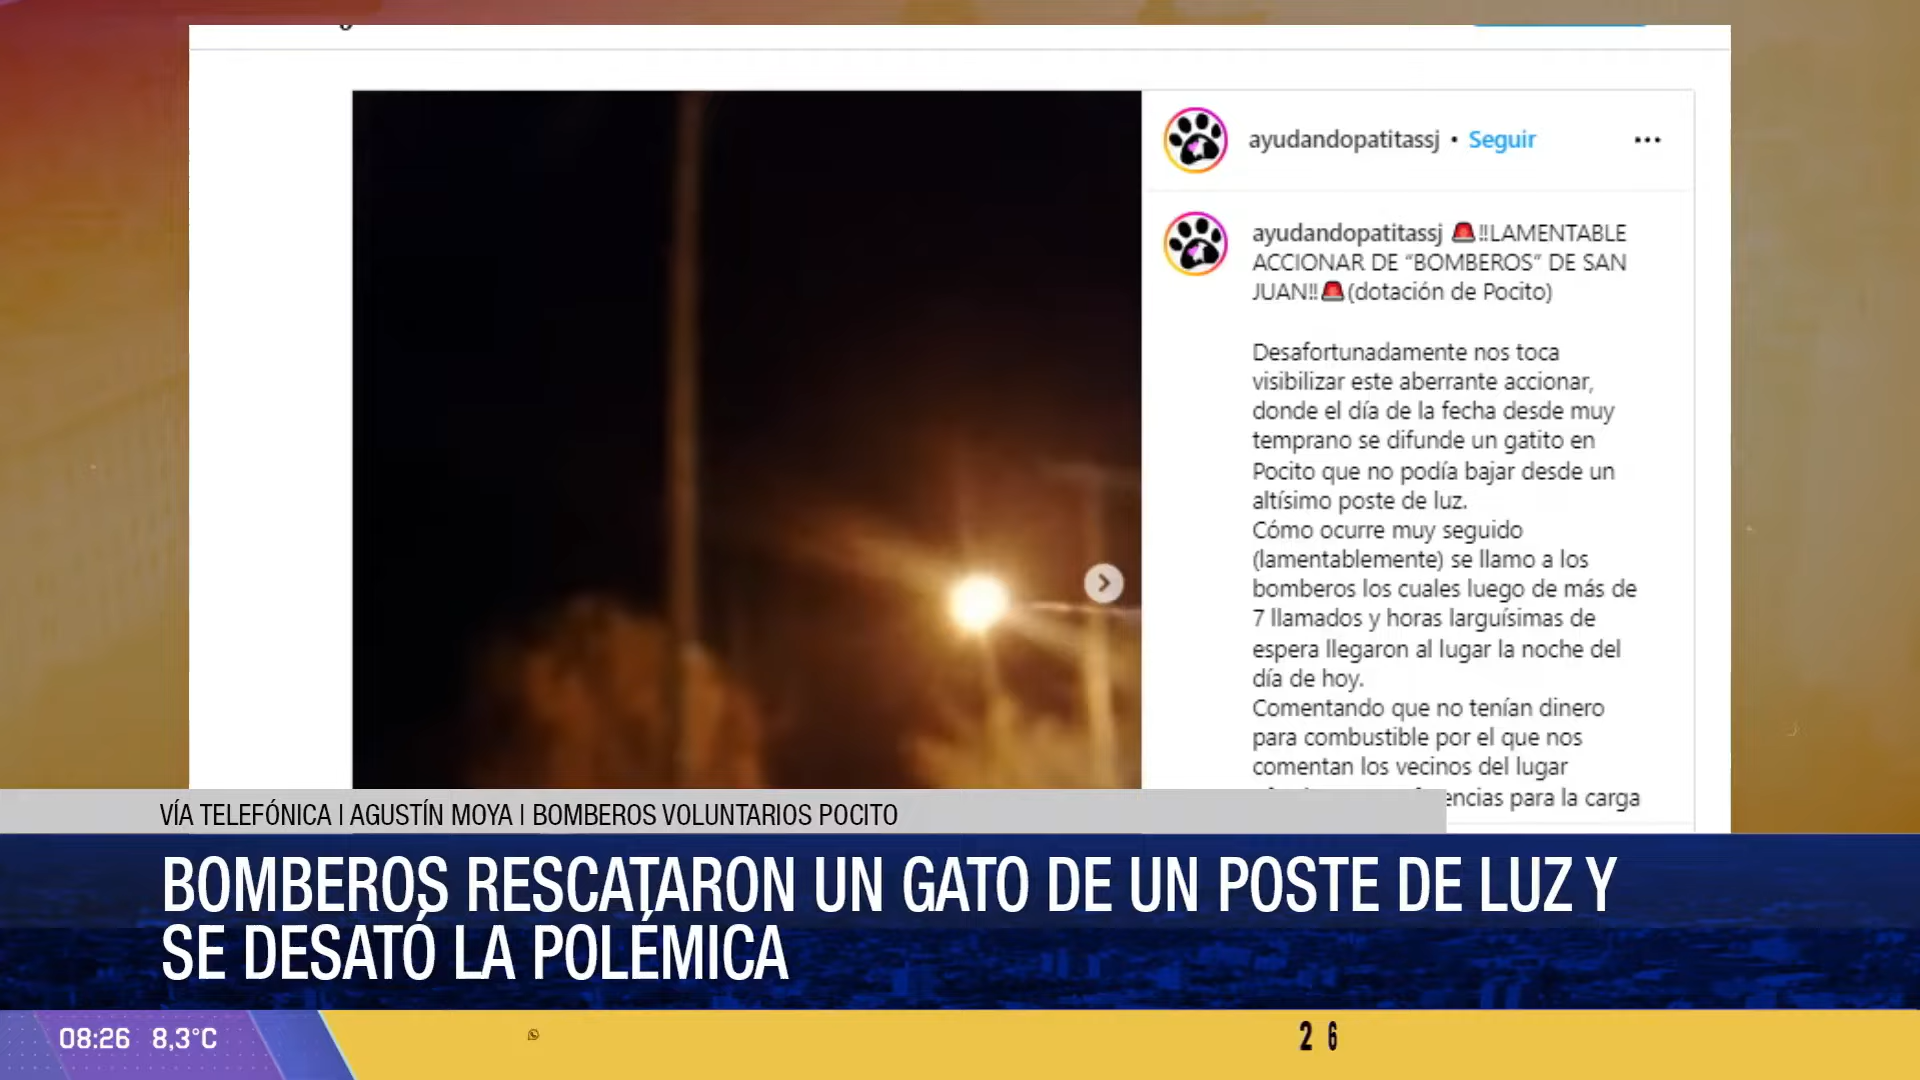 ayudandopatitassj • Seguir
ayudandopatitassj 🚨‼LAMENTABLE
ACCIONAR DE “BOMBEROS” DE SAN
JUAN‼🚨(dotación de Pocito)
Desafortunadamente nos toca
visibilizar este aberrante accionar,
donde el día de la fecha desde muy
temprano se difunde un gatito en
Pocito que no podía bajar desde un
altísimo poste de luz.
Cómo ocurre muy seguido
(lamentablemente) se llamo a los
bomberos los cuales luego de más de
7 llamados y horas larguísimas de
espera llegaron al lugar la noche del
día de hoy.
Comentando que no tenían dinero
para combustible por el que nos
comentan los vecinos del lugar
para la carga
VÍA TELEFÓNICA | AGUSTÍN MOYA | BOMBEROS VOLUNTARIOS POCITO
BOMBEROS RESCATARON UN GATO DE UN POSTE DE LUZ Y
SE DESATÓ LA POLÉMICA
08:26 8,3°C
2 6